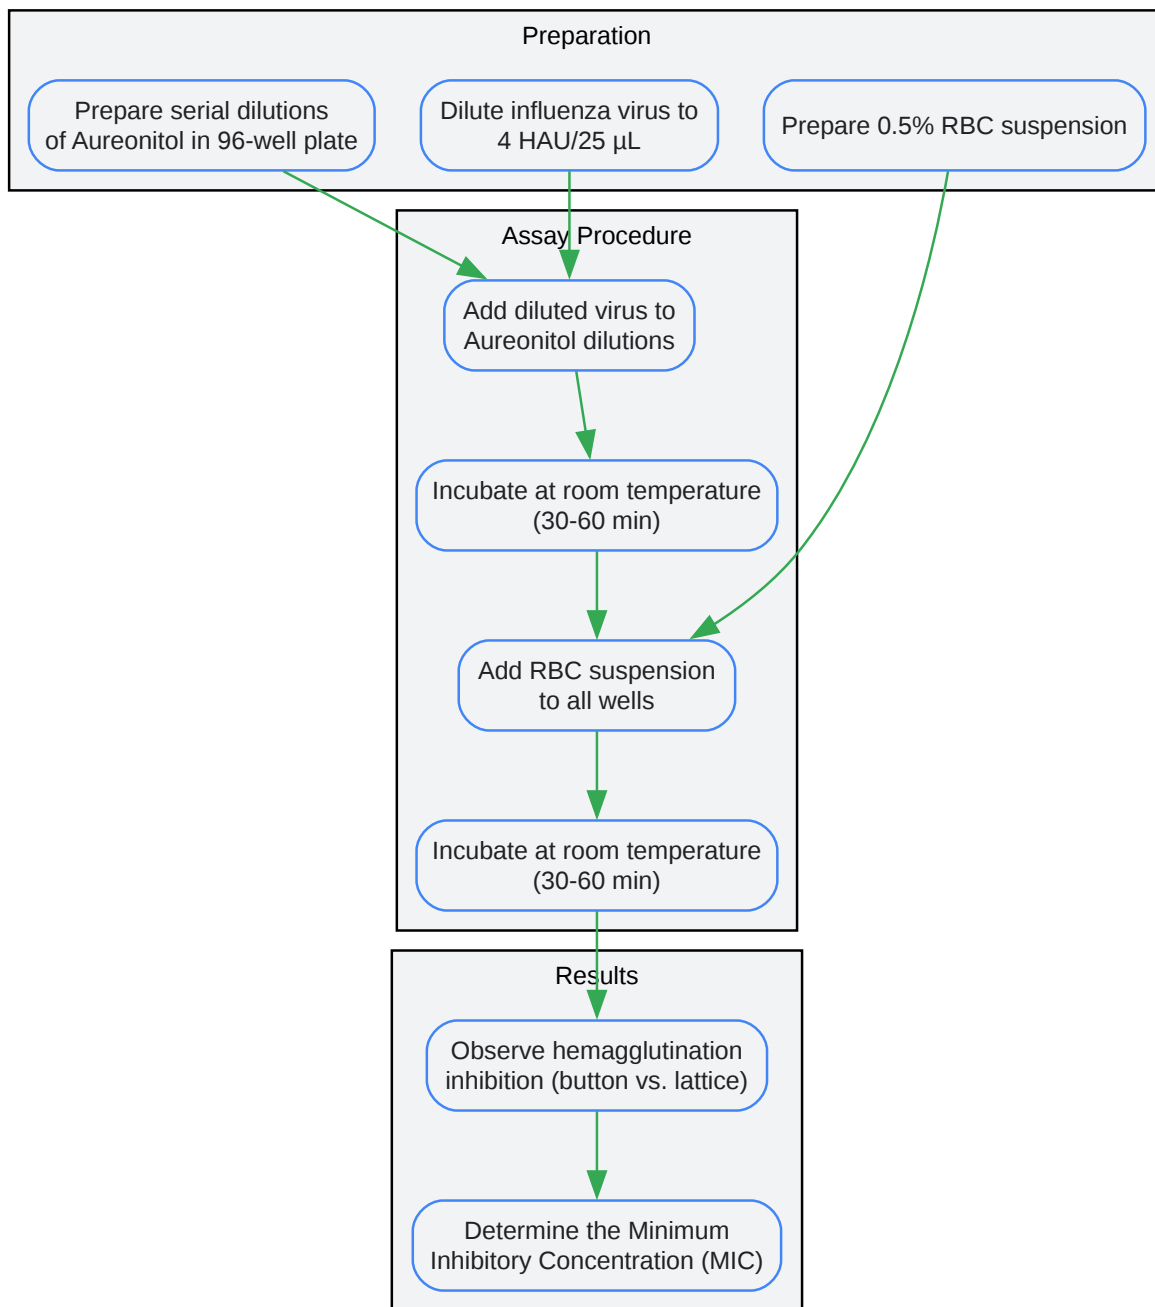 Preparation
Prepare serial dilutions
of Aureonitol in 96-well plate
Dilute influenza virus to
4 HAU/25 µL
Prepare 0.5% RBC suspension
Assay Procedure
Add diluted virus to
Aureonitol dilutions
Incubate at room temperature
(30-60 min)
Add RBC suspension
to all wells
Incubate at room temperature
(30-60 min)
Results
Observe hemagglutination
inhibition (button vs. lattice)
Determine the Minimum
Inhibitory Concentration (MIC)